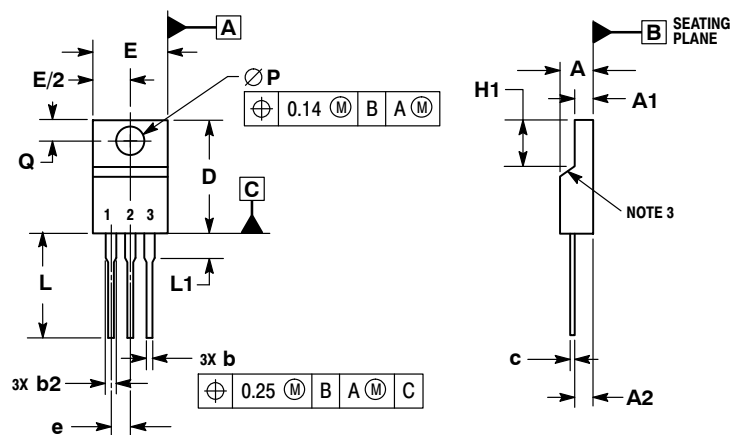 A
E
E/2
Ø P
⌖ 0.14 Ⓜ B A Ⓜ
Q
D
C
1 2 3
L
L1
3X b
3X b2
⌖ 0.25 Ⓜ B A Ⓜ C
e
B SEATING
PLANE
A
H1
A1
NOTE 3
c
A2